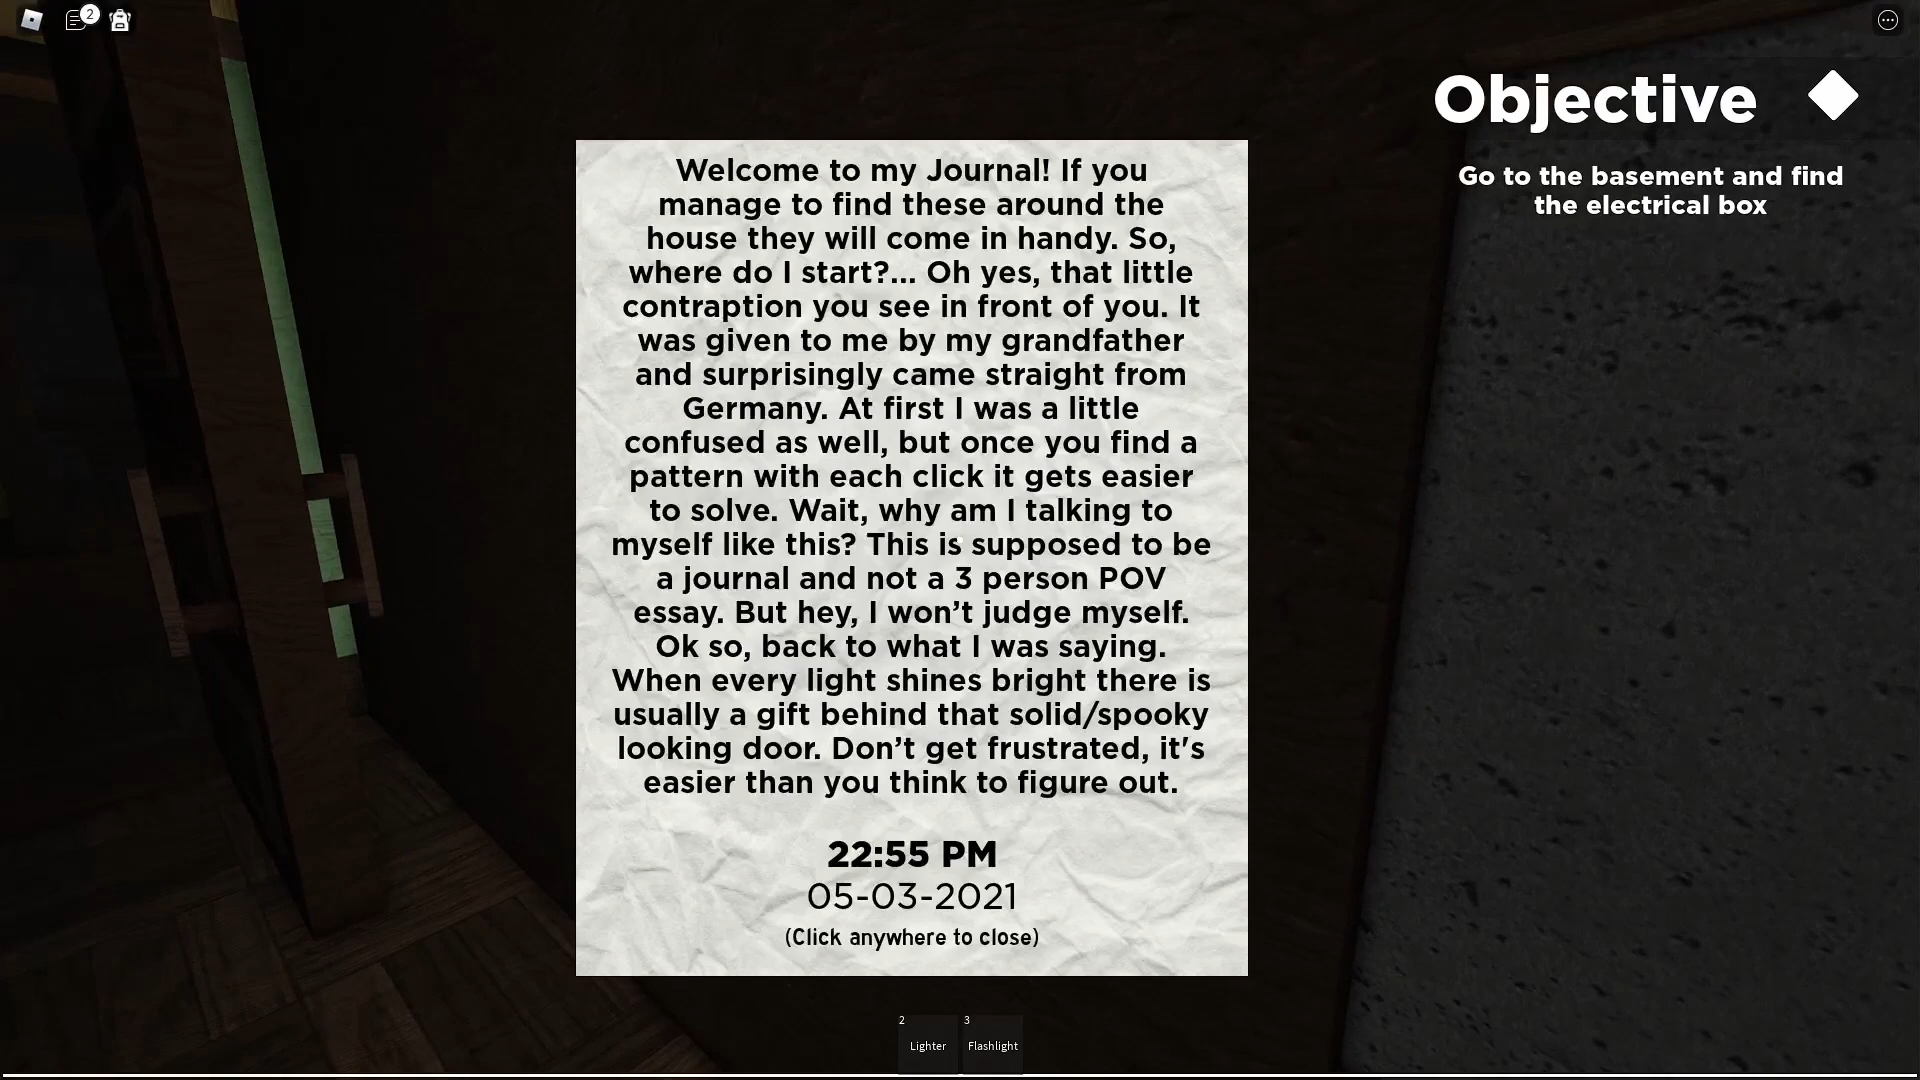 2
Objective
Go to the basement and find
the electrical box
Welcome to my Journal! If you
manage to find these around the
house they will come in handy. So,
where do I start?... Oh yes, that little
contraption you see in front of you. It
was given to me by my grandfather
and surprisingly came straight from
Germany. At first I was a little
confused as well, but once you find a
pattern with each click it gets easier
to solve. Wait, why am I talking to
myself like this? This is supposed to be
a journal and not a 3 person POV
essay. But hey, I won’t judge myself.
Ok so, back to what I was saying.
When every light shines bright there is
usually a gift behind that solid/spooky
looking door. Don’t get frustrated, it's
easier than you think to figure out.
22:55 PM
05-03-2021
(Click anywhere to close)
2 3
Lighter Flashlight